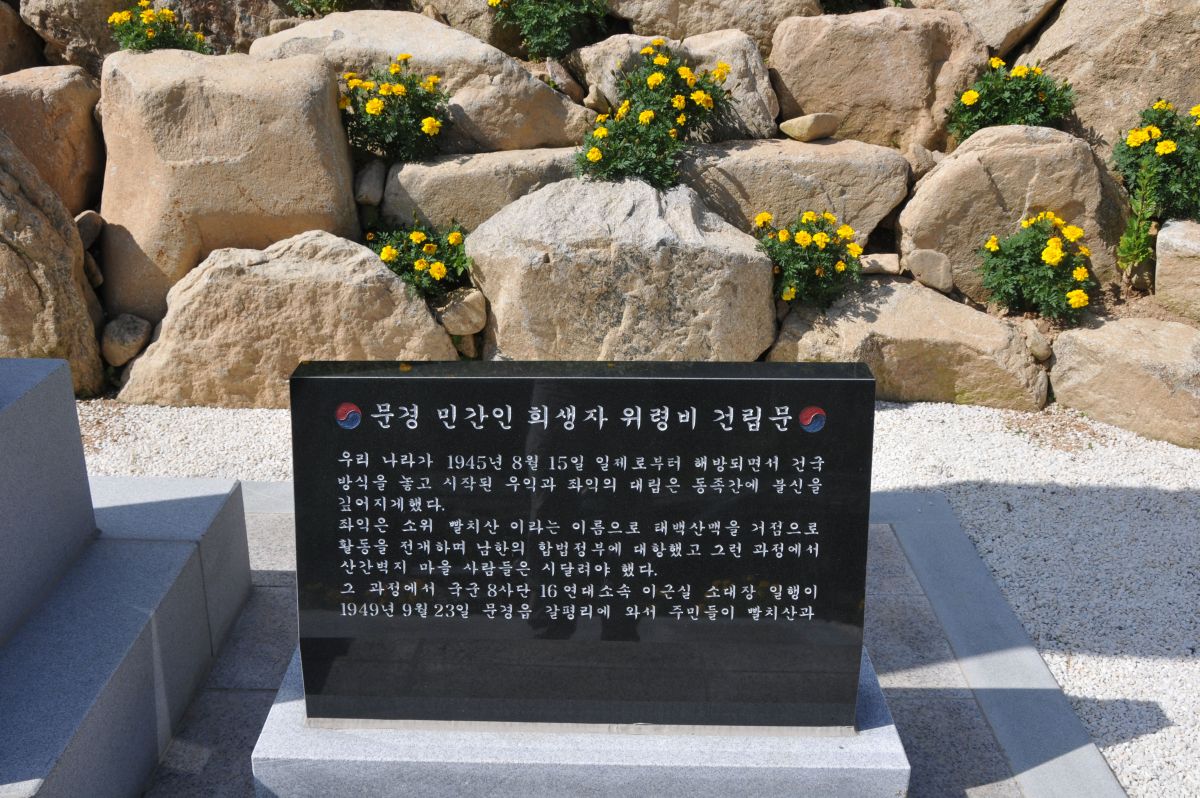 문경 민간인 희생자 위령비 건립문
우리 나라가 1945년 8월 15일 일제로부터 해방되면서 건국
방식을 놓고 시작된 우익과 좌익의 대립은 동족간에 불신을
깊어지게했다.
좌익은 소위 빨치산 이라는 이름으로 태백산맥을 거점으로
활동을 전개하며 남한의 합법정부에 대항했고 그런 과정에서
산간벽지 마을 사람들은 시달려야 했다.
그 과정에서 국군 8사단 16연대소속 이근실 소대장 일행이
1949년 9월 23일 문경읍 갈평리에 와서 주민들이 빨치산과